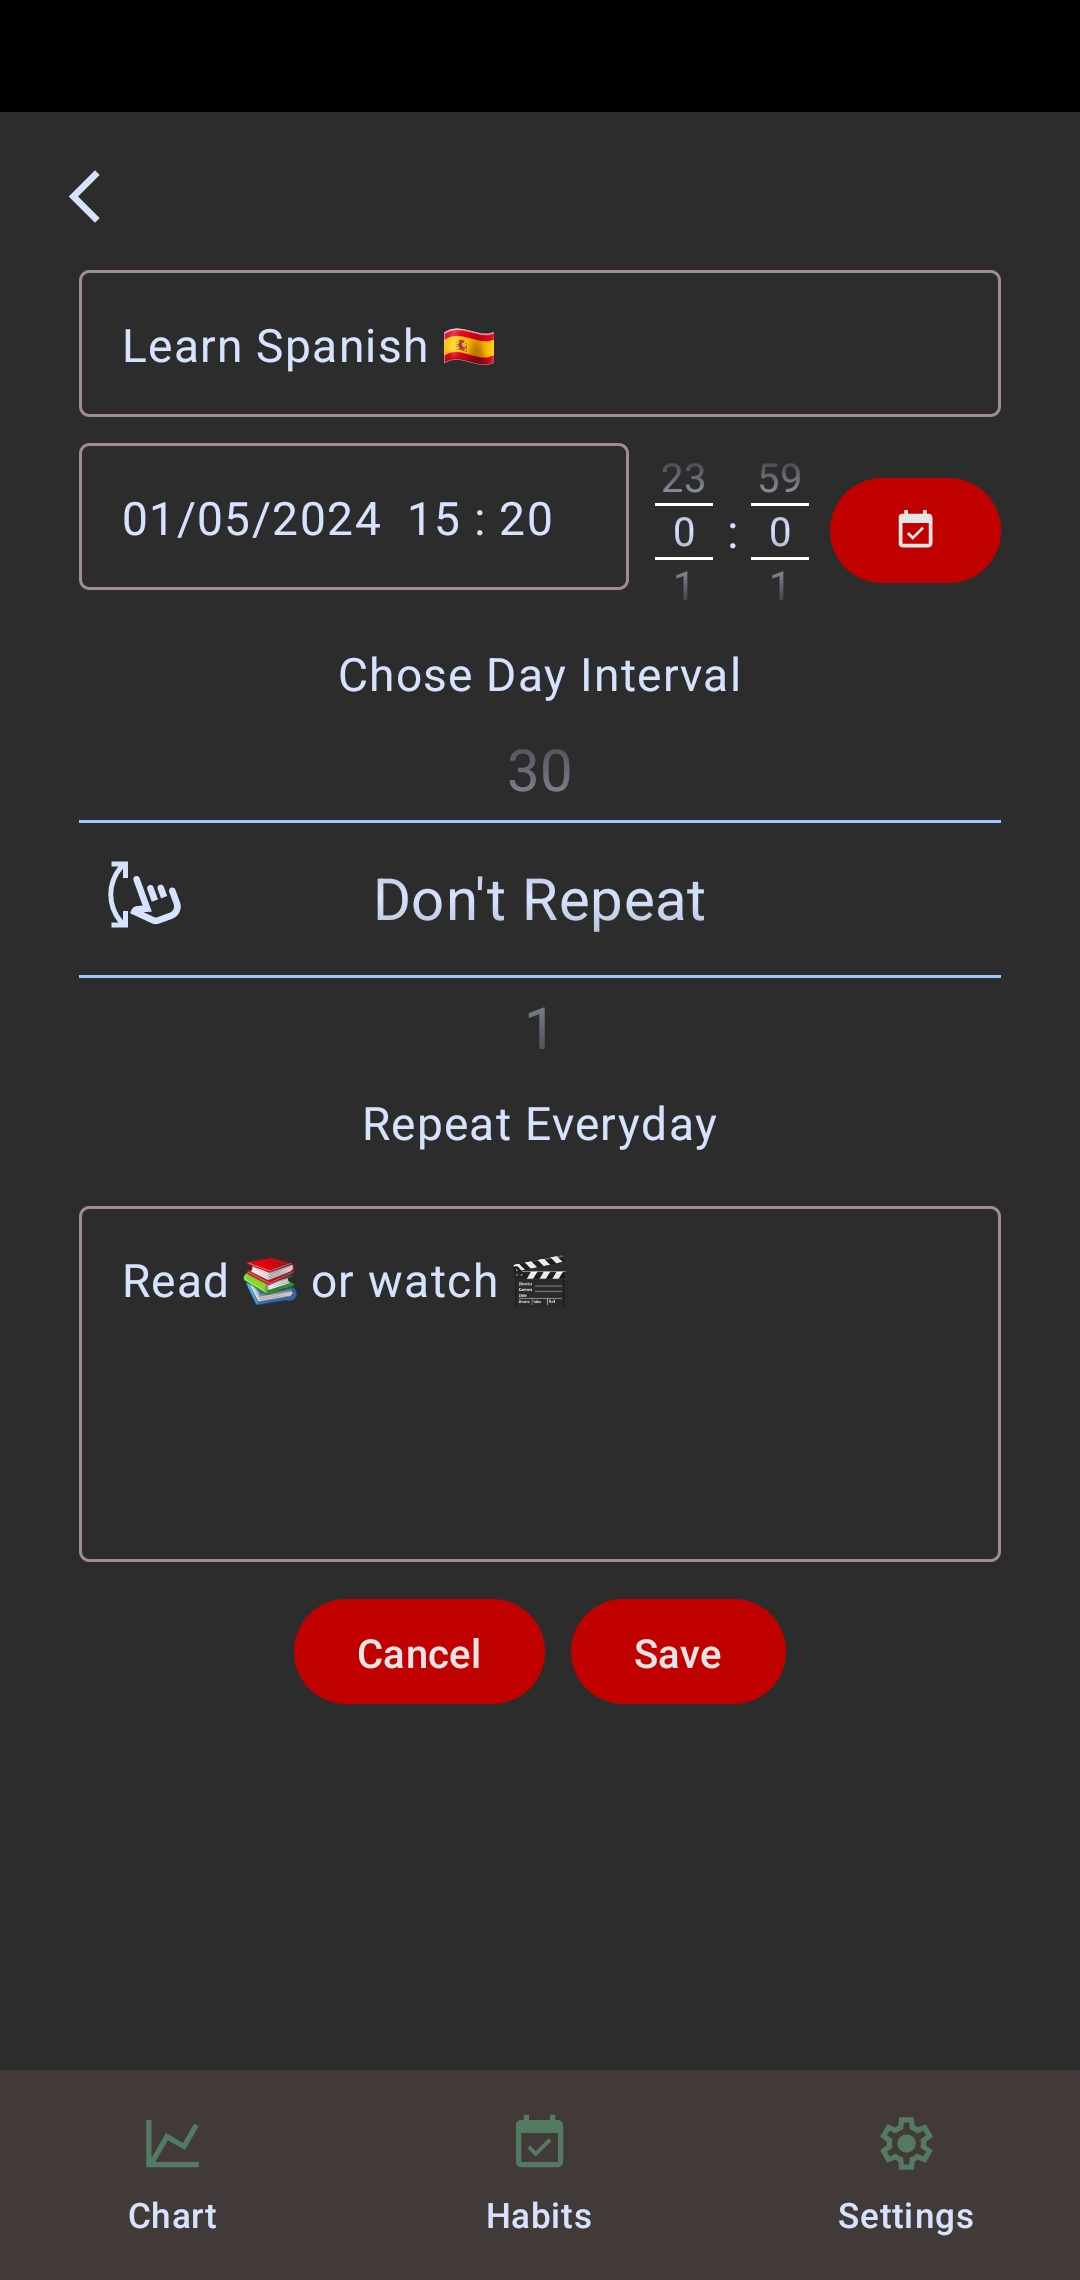 Learn Spanish 🇪🇸
01/05/2024 15 : 20
23 59
0 : 0
1 1
Chose Day Interval
30
Don't Repeat
1
Repeat Everyday
Read 📚 or watch 🎬
Cancel Save
Chart Habits Settings